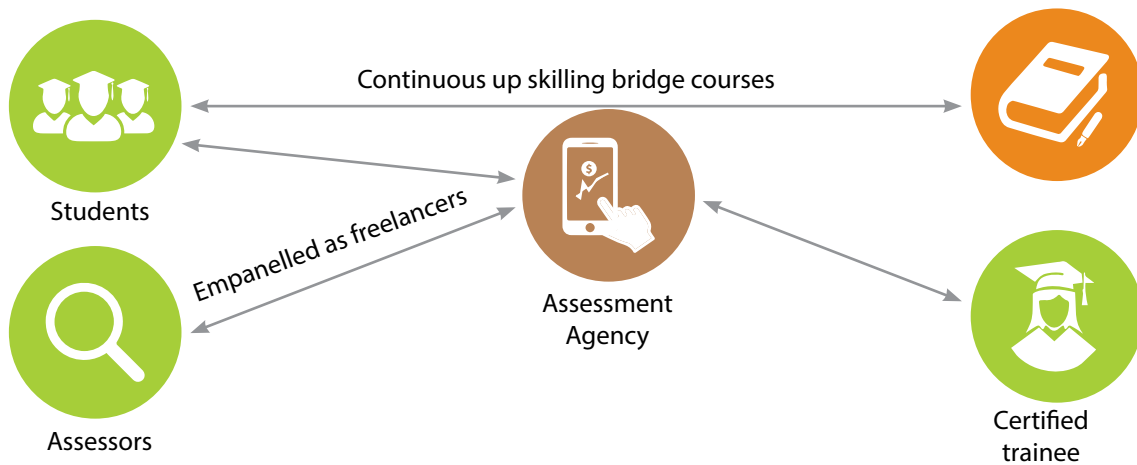 Continuous up skilling bridge courses
Students
Empanelled as freelancers
$
Assessment
Agency
Assessors
Certified
trainee